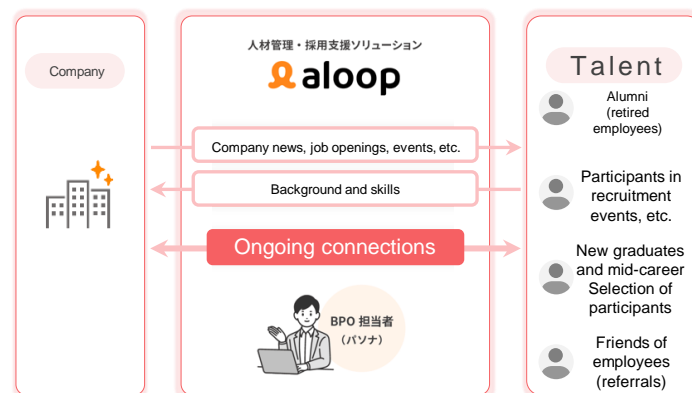 Company
人材管理・採用支援ソリューション
aloop
Company news, job openings, events, etc.
Background and skills
Ongoing connections
BPO 担当者
(パソナ)
Talent
Alumni
(retired
employees)
Participants in
recruitment
events, etc.
New graduates
and mid-career
Selection of
participants
Friends of
employees
(referrals)